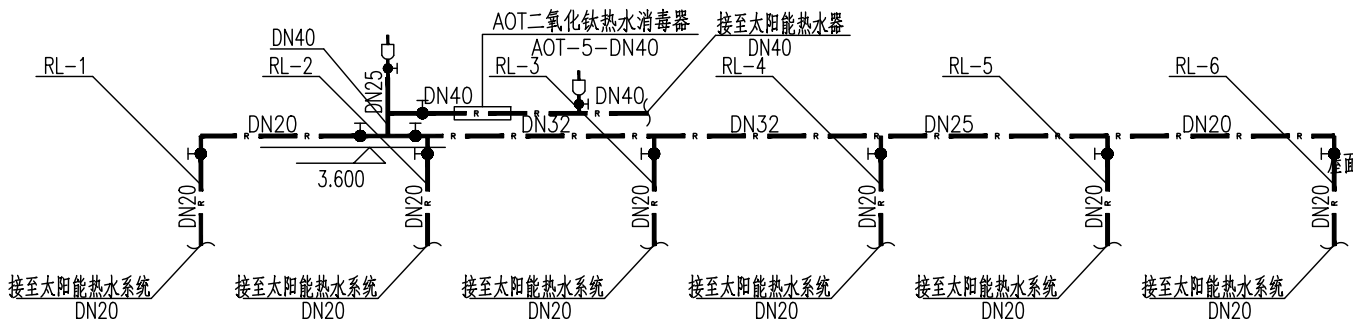 AOT二氧化钛热水消毒器
接至太阳能热水器
DN40
AOT-5-DN40
DN40
RL-1
RL-2
RL-3
RL-4
RL-5
RL-6
DN25
DN40
R
R
R
DN40
R
DN20
R
R
R
DN32
R
R
DN32
R
R
DN25
R
R
R
DN20
R
3.600
屋面
DN20
R
DN20
R
DN20
R
DN20
R
DN20
R
DN20
R
接至太阳能热水系统
DN20
接至太阳能热水系统
DN20
接至太阳能热水系统
DN20
接至太阳能热水系统
DN20
接至太阳能热水系统
DN20
接至太阳能热水系统
DN20